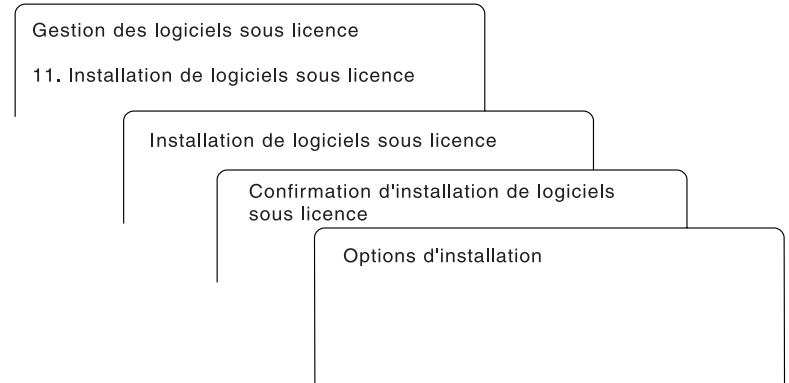 Gestion des logiciels sous licence
11. Installation de logiciels sous licence
Installation de logiciels sous licence
Confirmation d'installation de logiciels
sous licence
Options d'installation